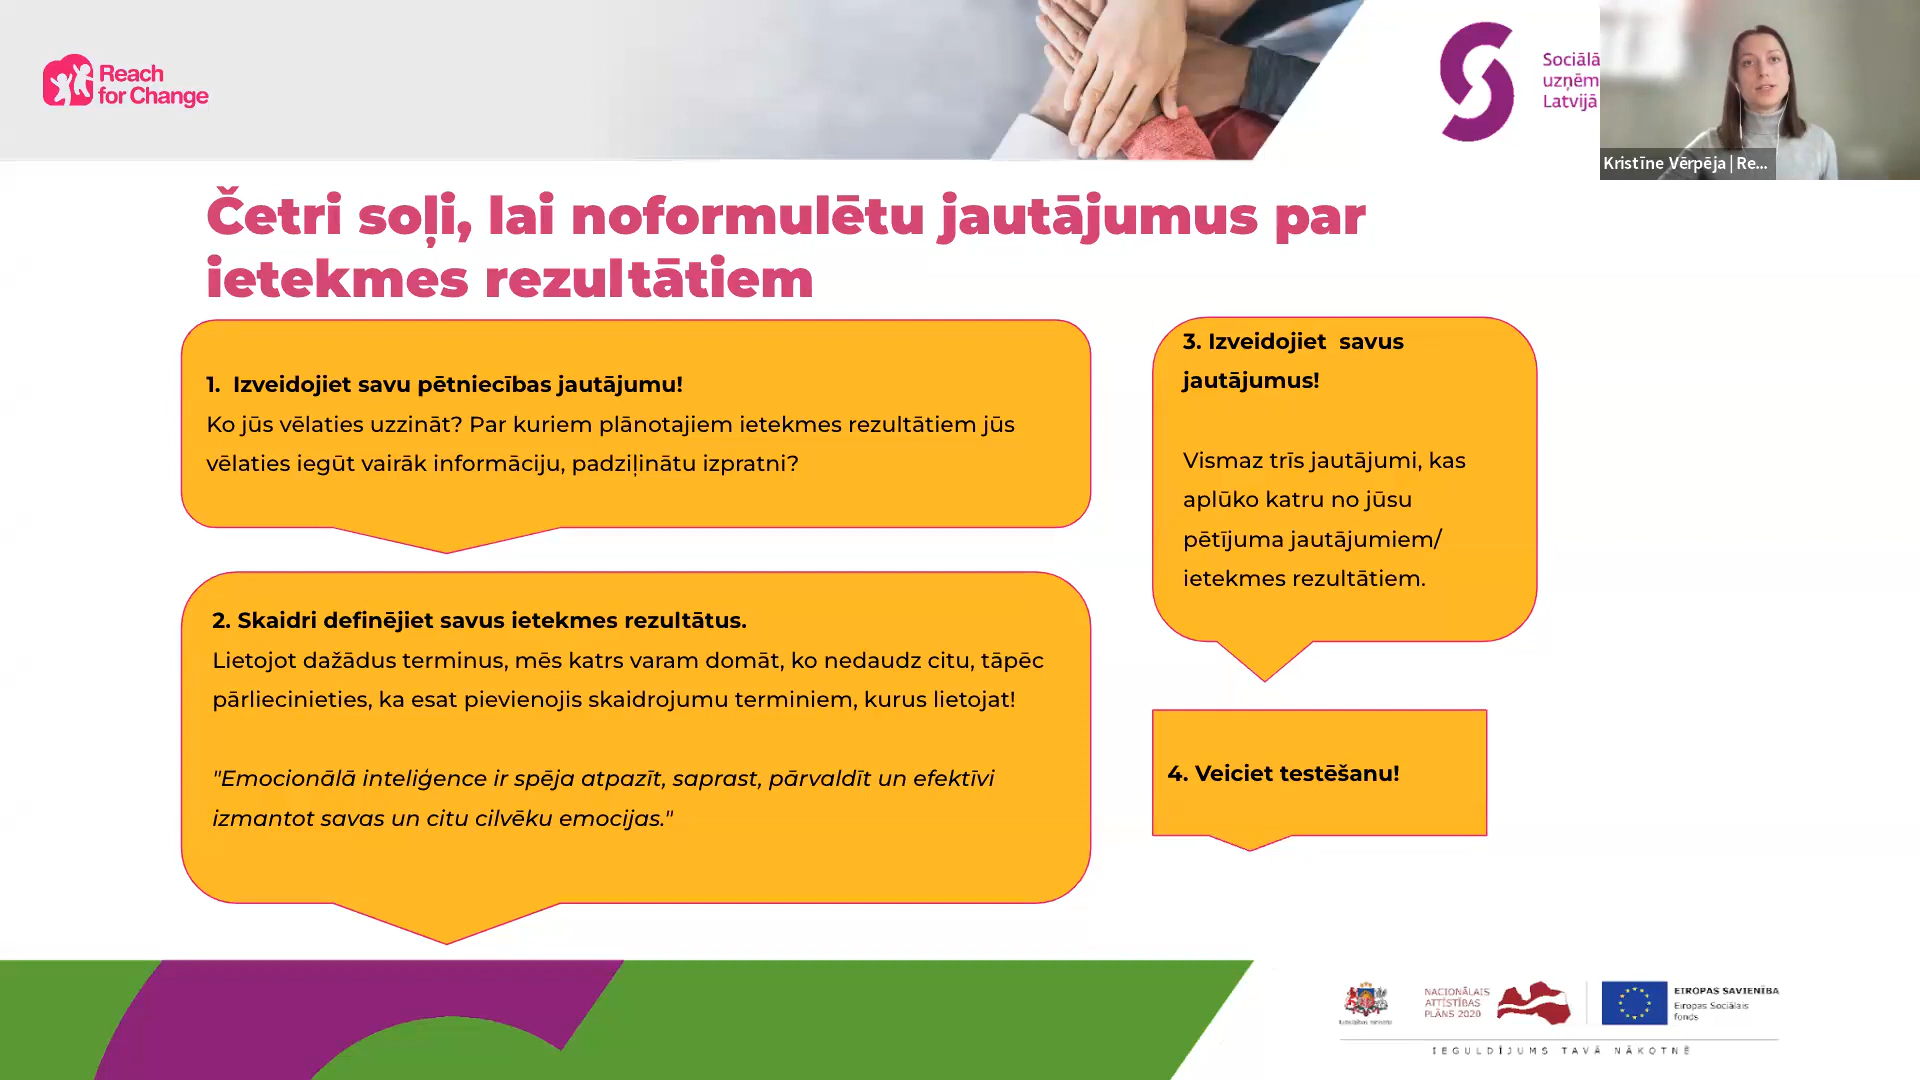 Reach
for Change
Sociālā
uzņēm
Latvijā
Kristīne Vērpēja | Re...
Četri soļi, lai noformulētu jautājumus par
ietekmes rezultātiem
1. Izveidojiet savu pētniecības jautājumu!
Ko jūs vēlaties uzzināt? Par kuriem plānotajiem ietekmes rezultātiem jūs
vēlaties iegūt vairāk informāciju, padziļinātu izpratni?
2. Skaidri definējiet savus ietekmes rezultātus.
Lietojot dažādus terminus, mēs katrs varam domāt, ko nedaudz citu, tāpēc
pārliecinieties, ka esat pievienojis skaidrojumu terminiem, kurus lietojat!
"Emocionālā inteliģence ir spēja atpazīt, saprast, pārvaldīt un efektīvi
izmantot savas un citu cilvēku emocijas."
3. Izveidojiet savus
jautājumus!
Vismaz trīs jautājumi, kas
aplūko katru no jūsu
pētījuma jautājumiem/
ietekmes rezultātiem.
4. Veiciet testēšanu!
NACIONĀLAIS
ATTĪSTĪBAS
PLĀNS 2020
EIROPAS SAVIENĪBA
Eiropas Sociālais
fonds
IEGULDĪJUMS TAVĀ NĀKOTNĒ